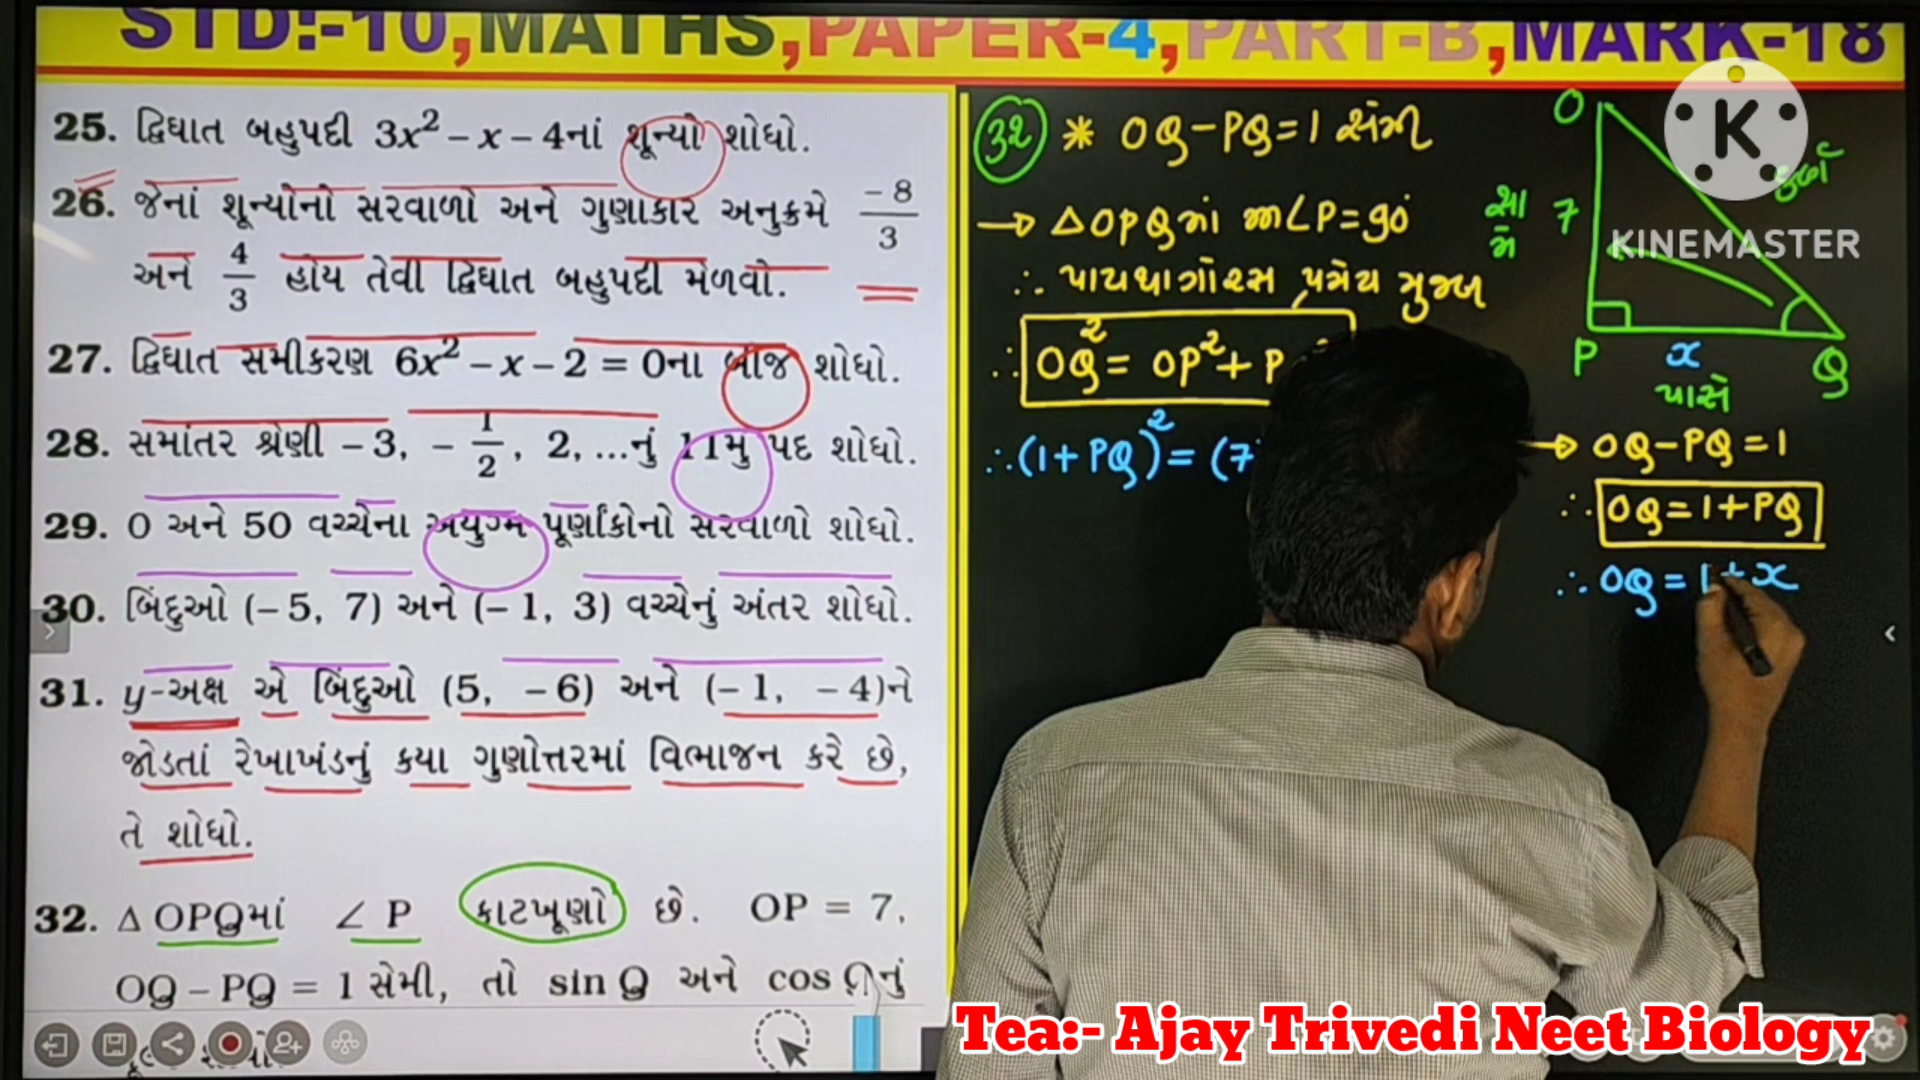 STD:-10,MATHS,PAPER-4,PART-B,MARK-18
25. દ્વિઘાત બહુપદી 3x² – x – 4નાં શૂન્યો શોધો.
26. જેનાં શૂન્યોનો સરવાળો અને ગુણાકાર અનુક્રમે –8/3
અને 4/3 હોય તેવી દ્વિઘાત બહુપદી મેળવો.
27. દ્વિઘાત સમીકરણ 6x² – x – 2 = 0ના બીજ શોધો.
28. સમાંતર શ્રેણી – 3, – 1/2, 2, ...નું 11મું પદ શોધો.
29. 0 અને 50 વચ્ચેના અયુગ્મ પૂર્ણાંકોનો સરવાળો શોધો.
30. બિંદુઓ (– 5, 7) અને (– 1, 3) વચ્ચેનું અંતર શોધો.
31. y-અક્ષ એ બિંદુઓ (5, – 6) અને (– 1, – 4)ને
જોડતાં રેખાખંડનું કયા ગુણોત્તરમાં વિભાજન કરે છે,
તે શોધો.
32. Δ OPQમાં ∠ P કાટખૂણો છે. OP = 7,
OQ – PQ = 1 સેમી, તો sin Q અને cos Qનું
32 * OQ – PQ = 1 સેમી
→ ΔOPQમાં m∠P = 90°
∴ પાયથાગોરસ પ્રમેય મુજબ
∴ OQ² = OP² + P
∴ (1 + PQ)² = (7
O
કર્ણ
સા
મે
7
P
x
Q
પાસે
→ OQ – PQ = 1
∴ OQ = 1 + PQ
∴ OQ = 1 + x
K
KINEMASTER
Tea:- Ajay Trivedi Neet Biology